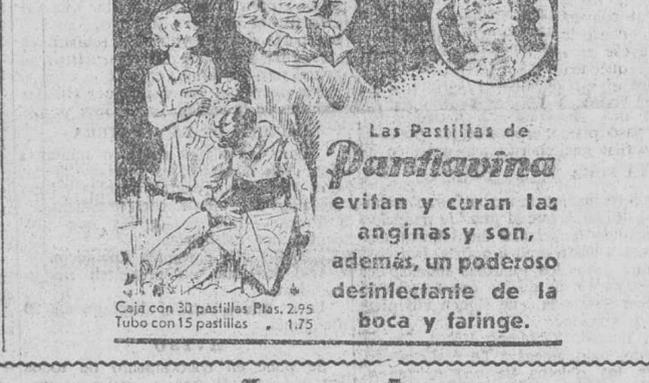 Las Pastillas de
Panflavina
evitan y curan las
anginas y son,
además, un poderoso
desinfectante de la
boca y faringe.
Caja con 30 pastillas Ptas. 2.95
Tubo con 15 pastillas „ 1.75